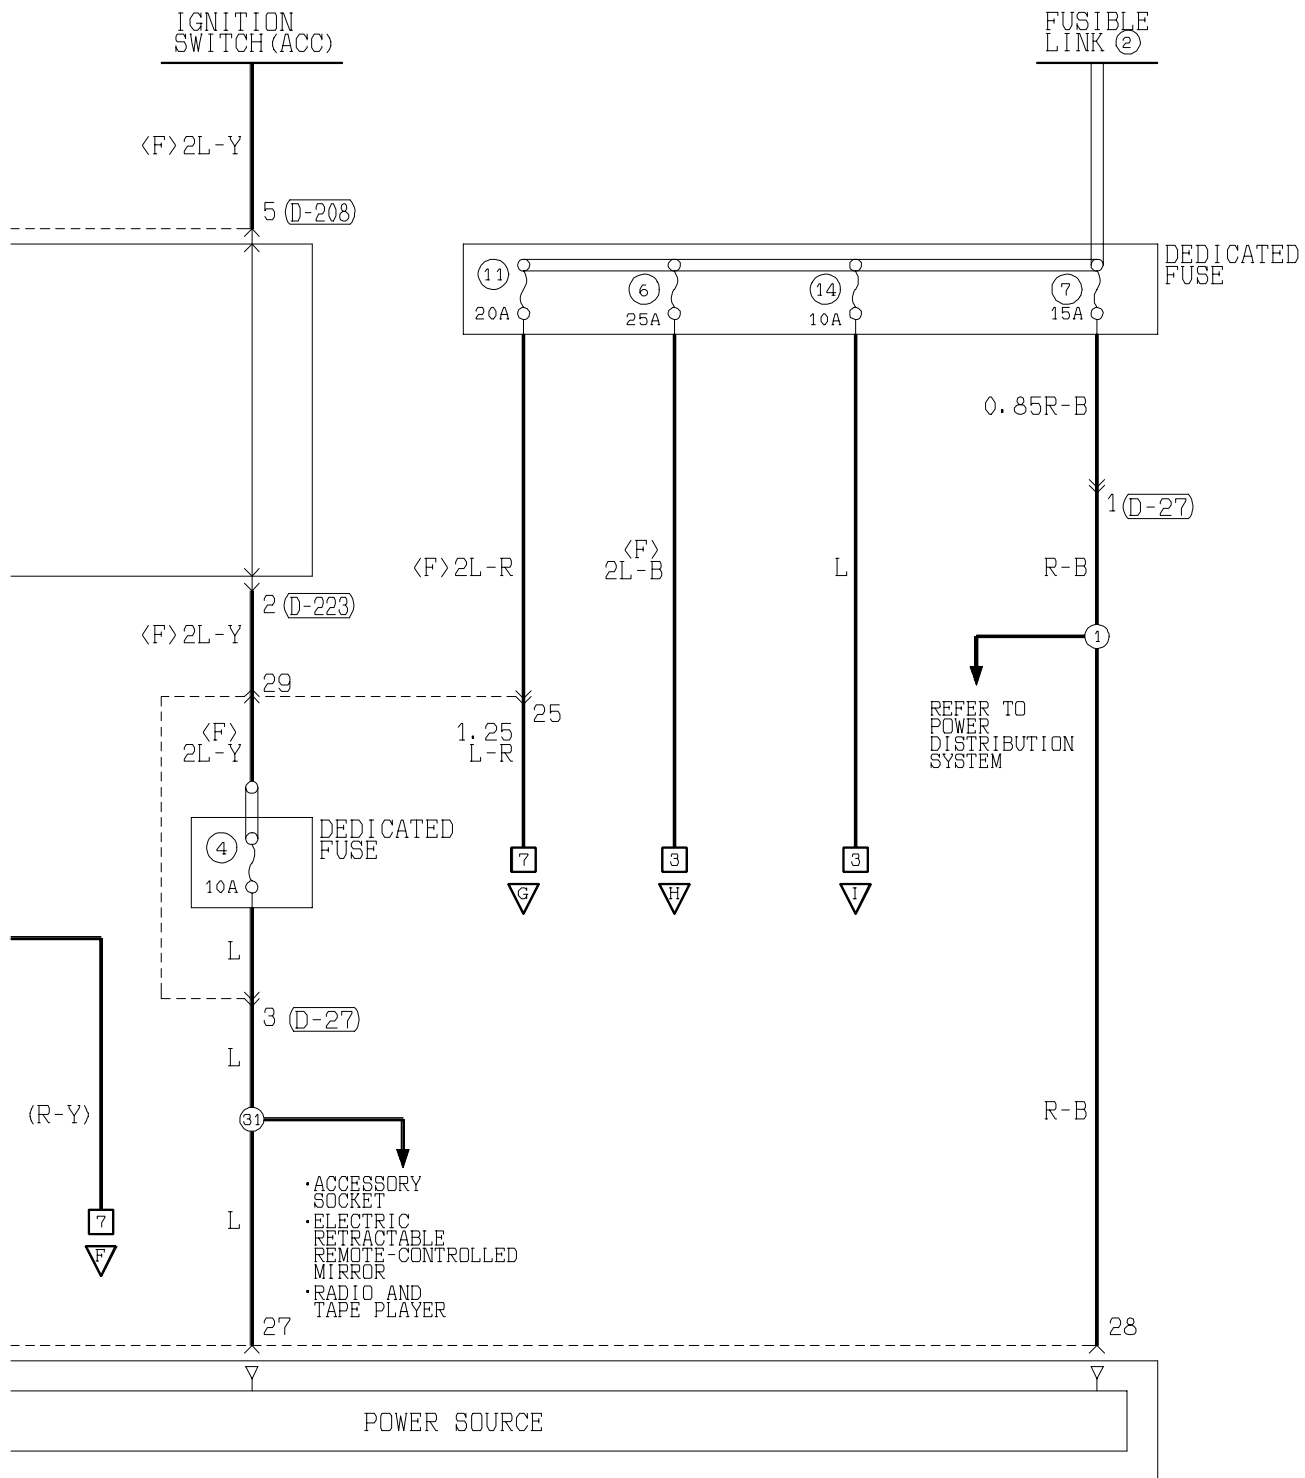 IGNITION
SWITCH(ACC)
FUSIBLE
LINK ②
<F>2L-Y
5 (D-208)
DEDICATED
FUSE
11
20A
6
25A
14
10A
7
15A
0.85R-B
1 (D-27)
<F>2L-R
<F>
2L-B
L
R-B
2 (D-223)
<F>2L-Y
1
29
25
REFER TO
POWER
DISTRIBUTION
SYSTEM
<F>
2L-Y
1.25
L-R
DEDICATED
FUSE
4
10A
7
G
3
H
3
I
L
3 (D-27)
L
(R-Y)
31
R-B
·ACCESSORY
SOCKET
·ELECTRIC
RETRACTABLE
REMOTE-CONTROLLED
MIRROR
·RADIO AND
TAPE PLAYER
7
F
L
27
28
POWER SOURCE